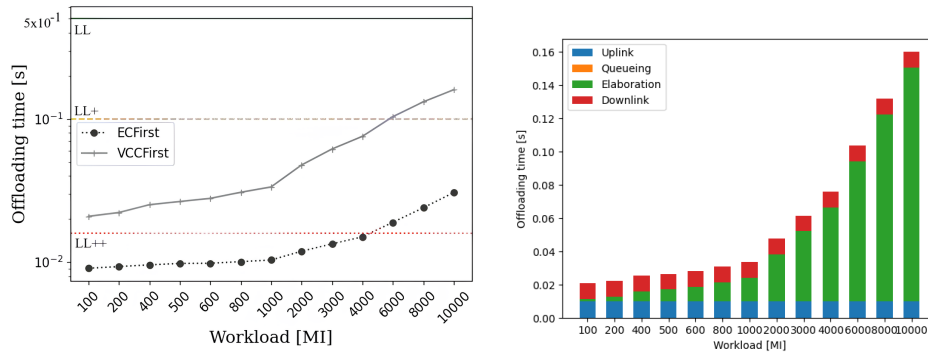 5x10⁻¹
LL
LL+
10⁻¹
ECFirst
VCCFirst
LL++
10⁻²
Offloading time [s]
100 200 400 500 600 800 1000 2000 3000 4000 6000 8000 10000
Workload [MI]
Uplink
Queueing
Elaboration
Downlink
0.16
0.14
0.12
0.10
0.08
0.06
0.04
0.02
0.00
Offloading time [s]
100 200 400 500 600 800 1000 2000 3000 4000 6000 8000 10000
Workload [MI]